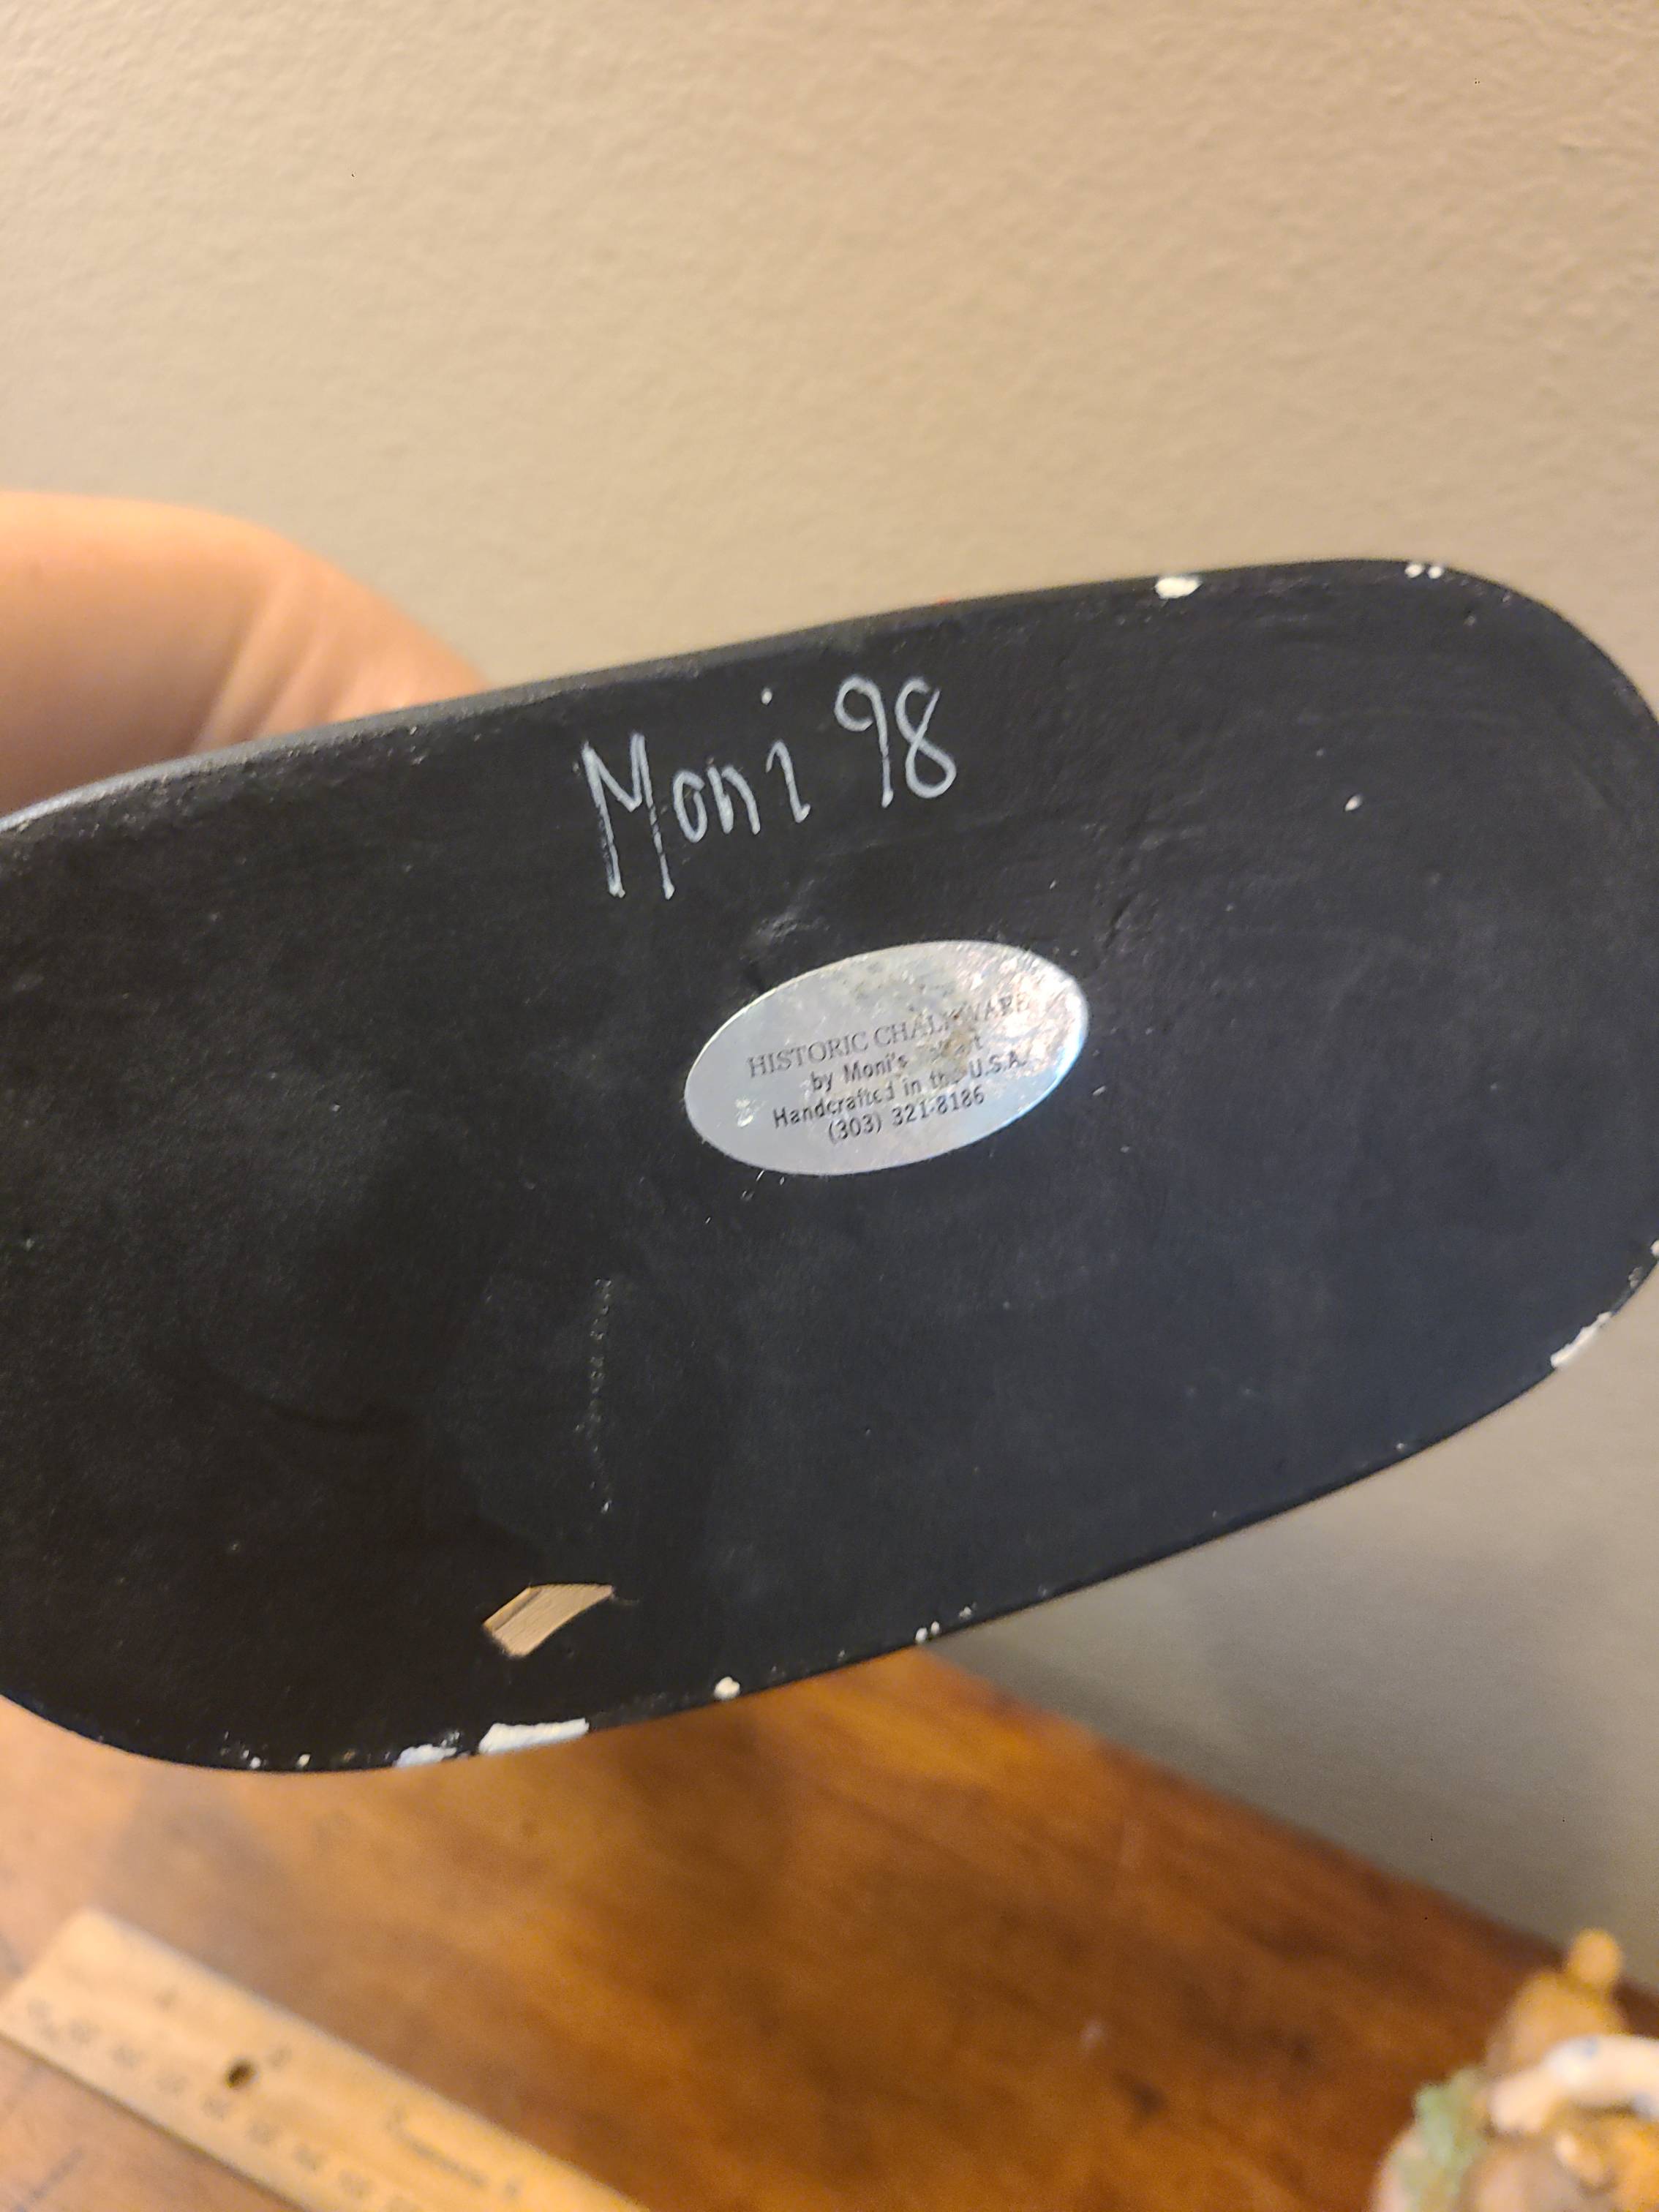 Moni 98
HISTORIC CHALKWARE
by Moni's
Handcrafted in the U.S.A.
(303) 321-8186